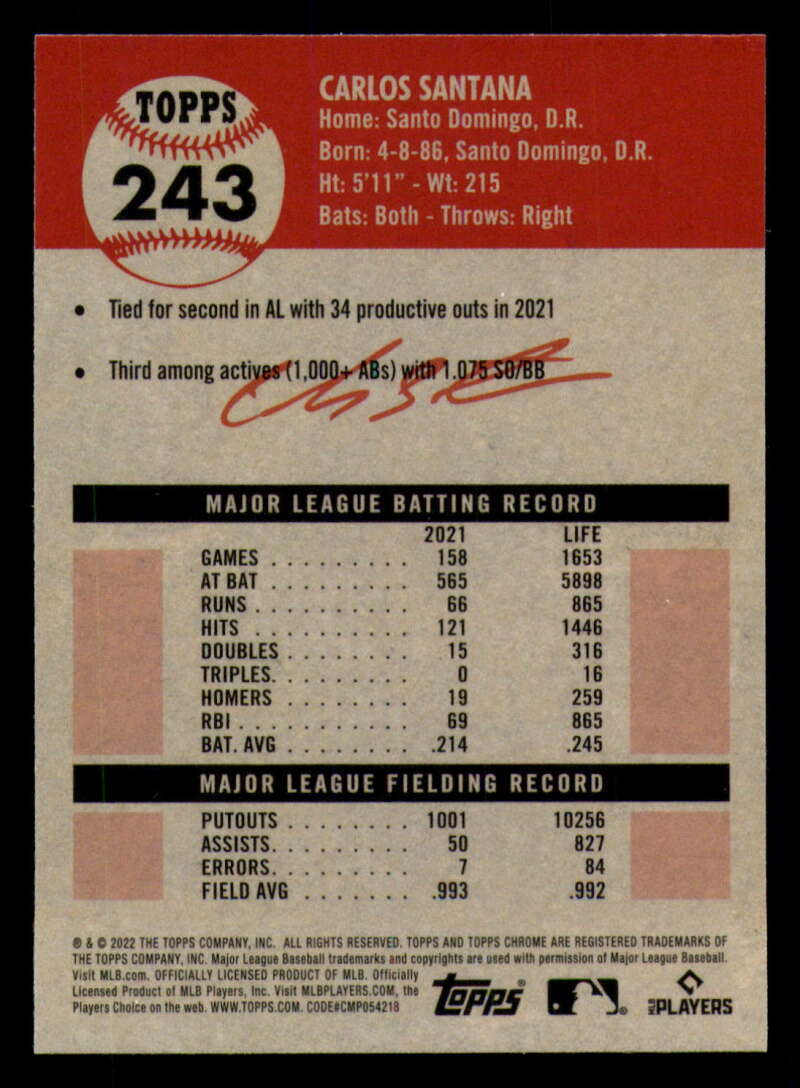 TOPPS
243
CARLOS SANTANA
Home: Santo Domingo, D.R.
Born: 4-8-86, Santo Domingo, D.R.
Ht: 5'11" - Wt: 215
Bats: Both - Throws: Right
• Tied for second in AL with 34 productive outs in 2021
• Third among actives (1,000+ ABs) with 1.075 SO/BB
MAJOR LEAGUE BATTING RECORD
2021 LIFE
GAMES . . . . . . . . . 158 1653
AT BAT . . . . . . . . . 565 5898
RUNS . . . . . . . . . . 66 865
HITS . . . . . . . . . . 121 1446
DOUBLES . . . . . . . . 15 316
TRIPLES. . . . . . . . . 0 16
HOMERS . . . . . . . . 19 259
RBI . . . . . . . . . . . 69 865
BAT. AVG . . . . . . . . .214 .245
MAJOR LEAGUE FIELDING RECORD
PUTOUTS . . . . . . . . 1001 10256
ASSISTS. . . . . . . . . 50 827
ERRORS. . . . . . . . . 7 84
FIELD AVG . . . . . . . .993 .992
® & © 2022 THE TOPPS COMPANY, INC. ALL RIGHTS RESERVED. TOPPS AND TOPPS CHROME ARE REGISTERED TRADEMARKS OF
THE TOPPS COMPANY, INC. Major League Baseball trademarks and copyrights are used with permission of Major League Baseball.
Visit MLB.com. OFFICIALLY LICENSED PRODUCT OF MLB. Officially
Licensed Product of MLB Players, Inc. Visit MLBPLAYERS.COM, the
Players Choice on the web. WWW.TOPPS.COM. CODE#CMP054218
topps®
MLB PLAYERS